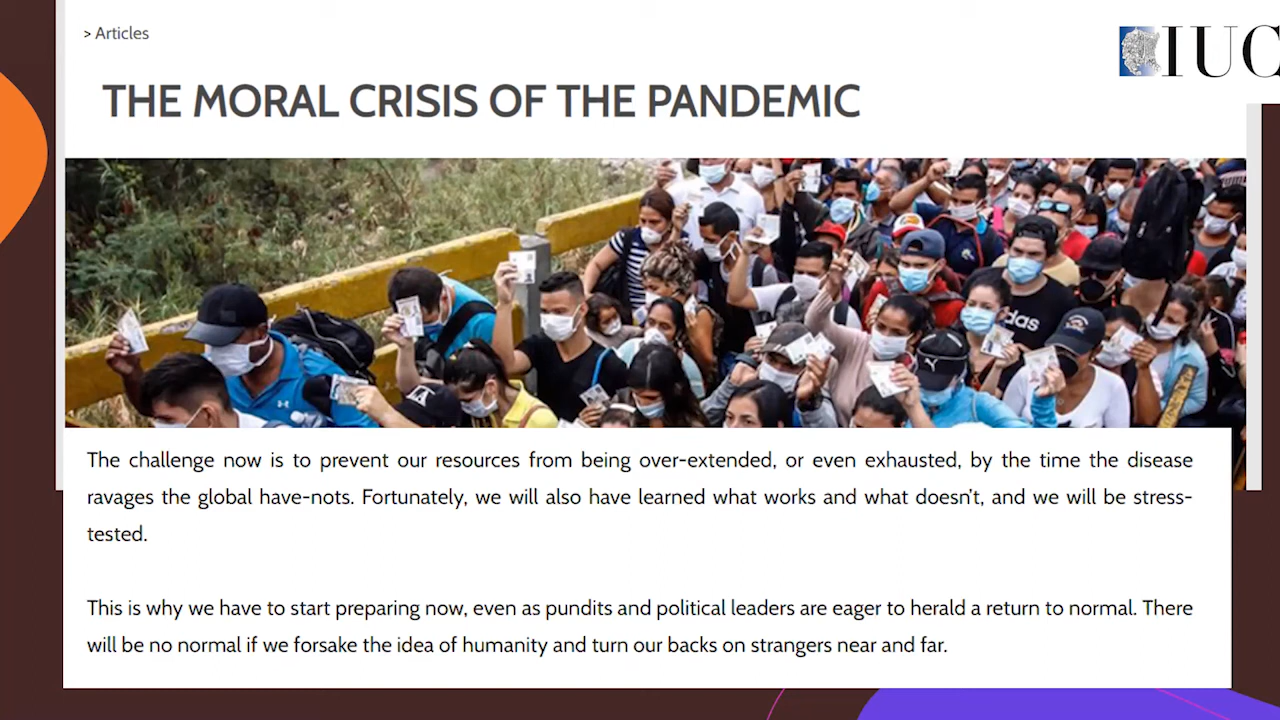 > Articles
IUC
THE MORAL CRISIS OF THE PANDEMIC
adidas
The challenge now is to prevent our resources from being over-extended, or even exhausted, by the time the disease
ravages the global have-nots. Fortunately, we will also have learned what works and what doesn't, and we will be stress-
tested.
This is why we have to start preparing now, even as pundits and political leaders are eager to herald a return to normal. There
will be no normal if we forsake the idea of humanity and turn our backs on strangers near and far.